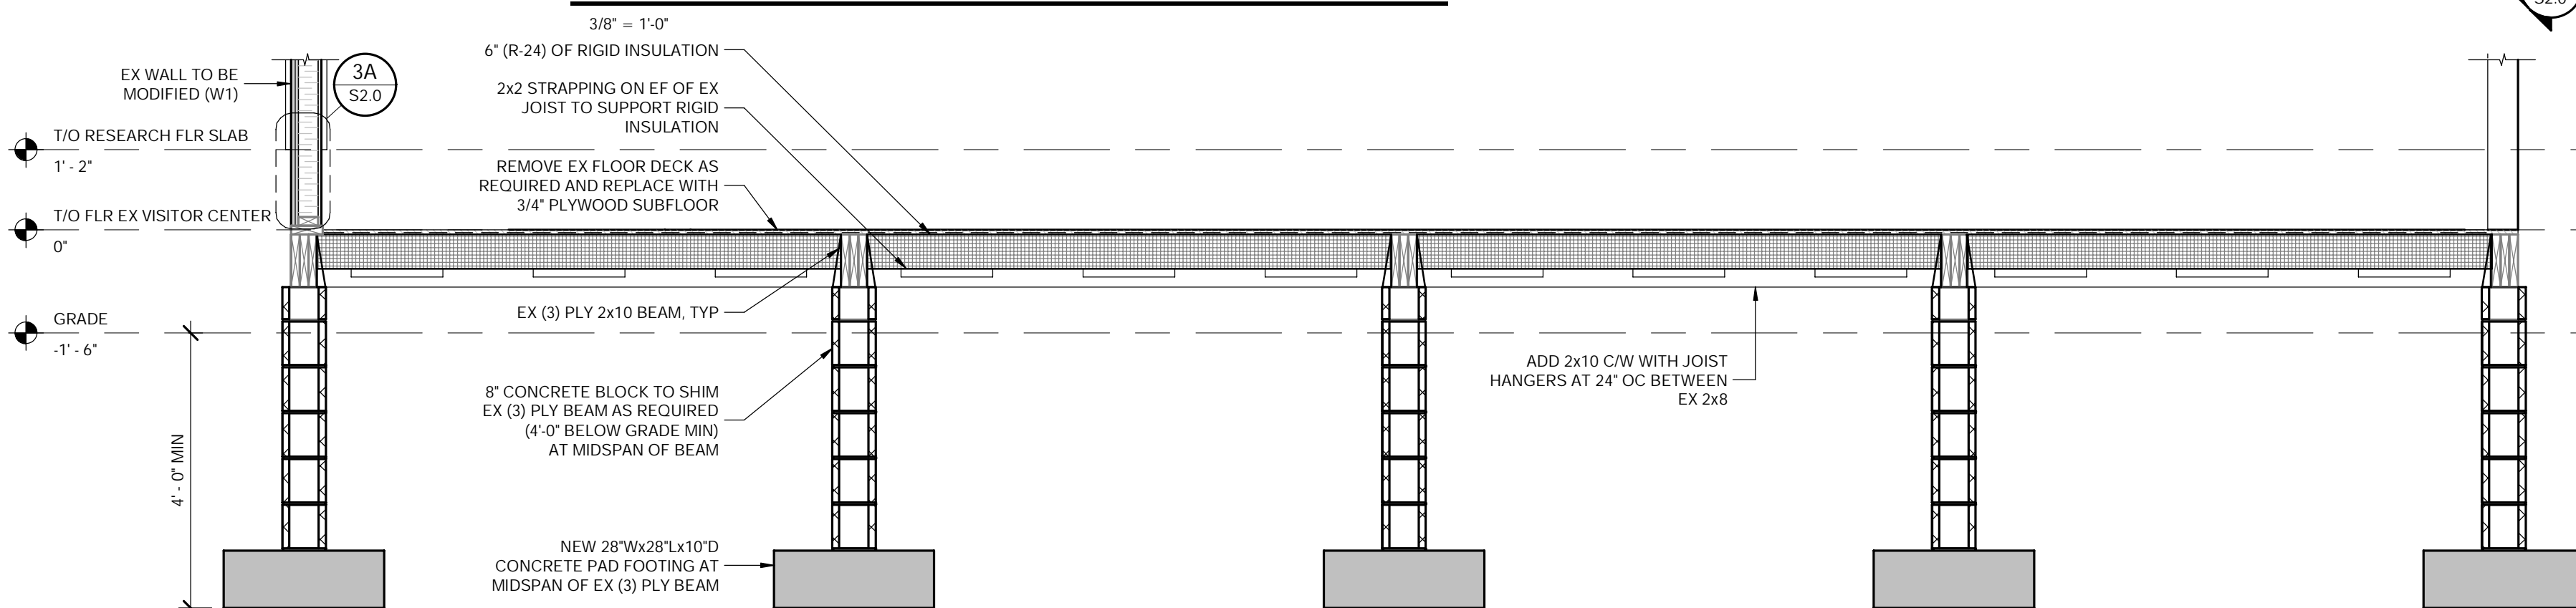 3/8" = 1'-0"
S2.0
6" (R-24) OF RIGID INSULATION
EX WALL TO BE
MODIFIED (W1)
3A
S2.0
2x2 STRAPPING ON EF OF EX
JOIST TO SUPPORT RIGID
INSULATION
T/O RESEARCH FLR SLAB
1' - 2"
REMOVE EX FLOOR DECK AS
REQUIRED AND REPLACE WITH
3/4" PLYWOOD SUBFLOOR
T/O FLR EX VISITOR CENTER
0"
EX (3) PLY 2x10 BEAM, TYP
GRADE
-1' - 6"
ADD 2x10 C/W WITH JOIST
HANGERS AT 24" OC BETWEEN
EX 2x8
8" CONCRETE BLOCK TO SHIM
EX (3) PLY BEAM AS REQUIRED
(4'-0" BELOW GRADE MIN)
AT MIDSPAN OF BEAM
4' - 0" MIN
NEW 28"Wx28"Lx10"D
CONCRETE PAD FOOTING AT
MIDSPAN OF EX (3) PLY BEAM